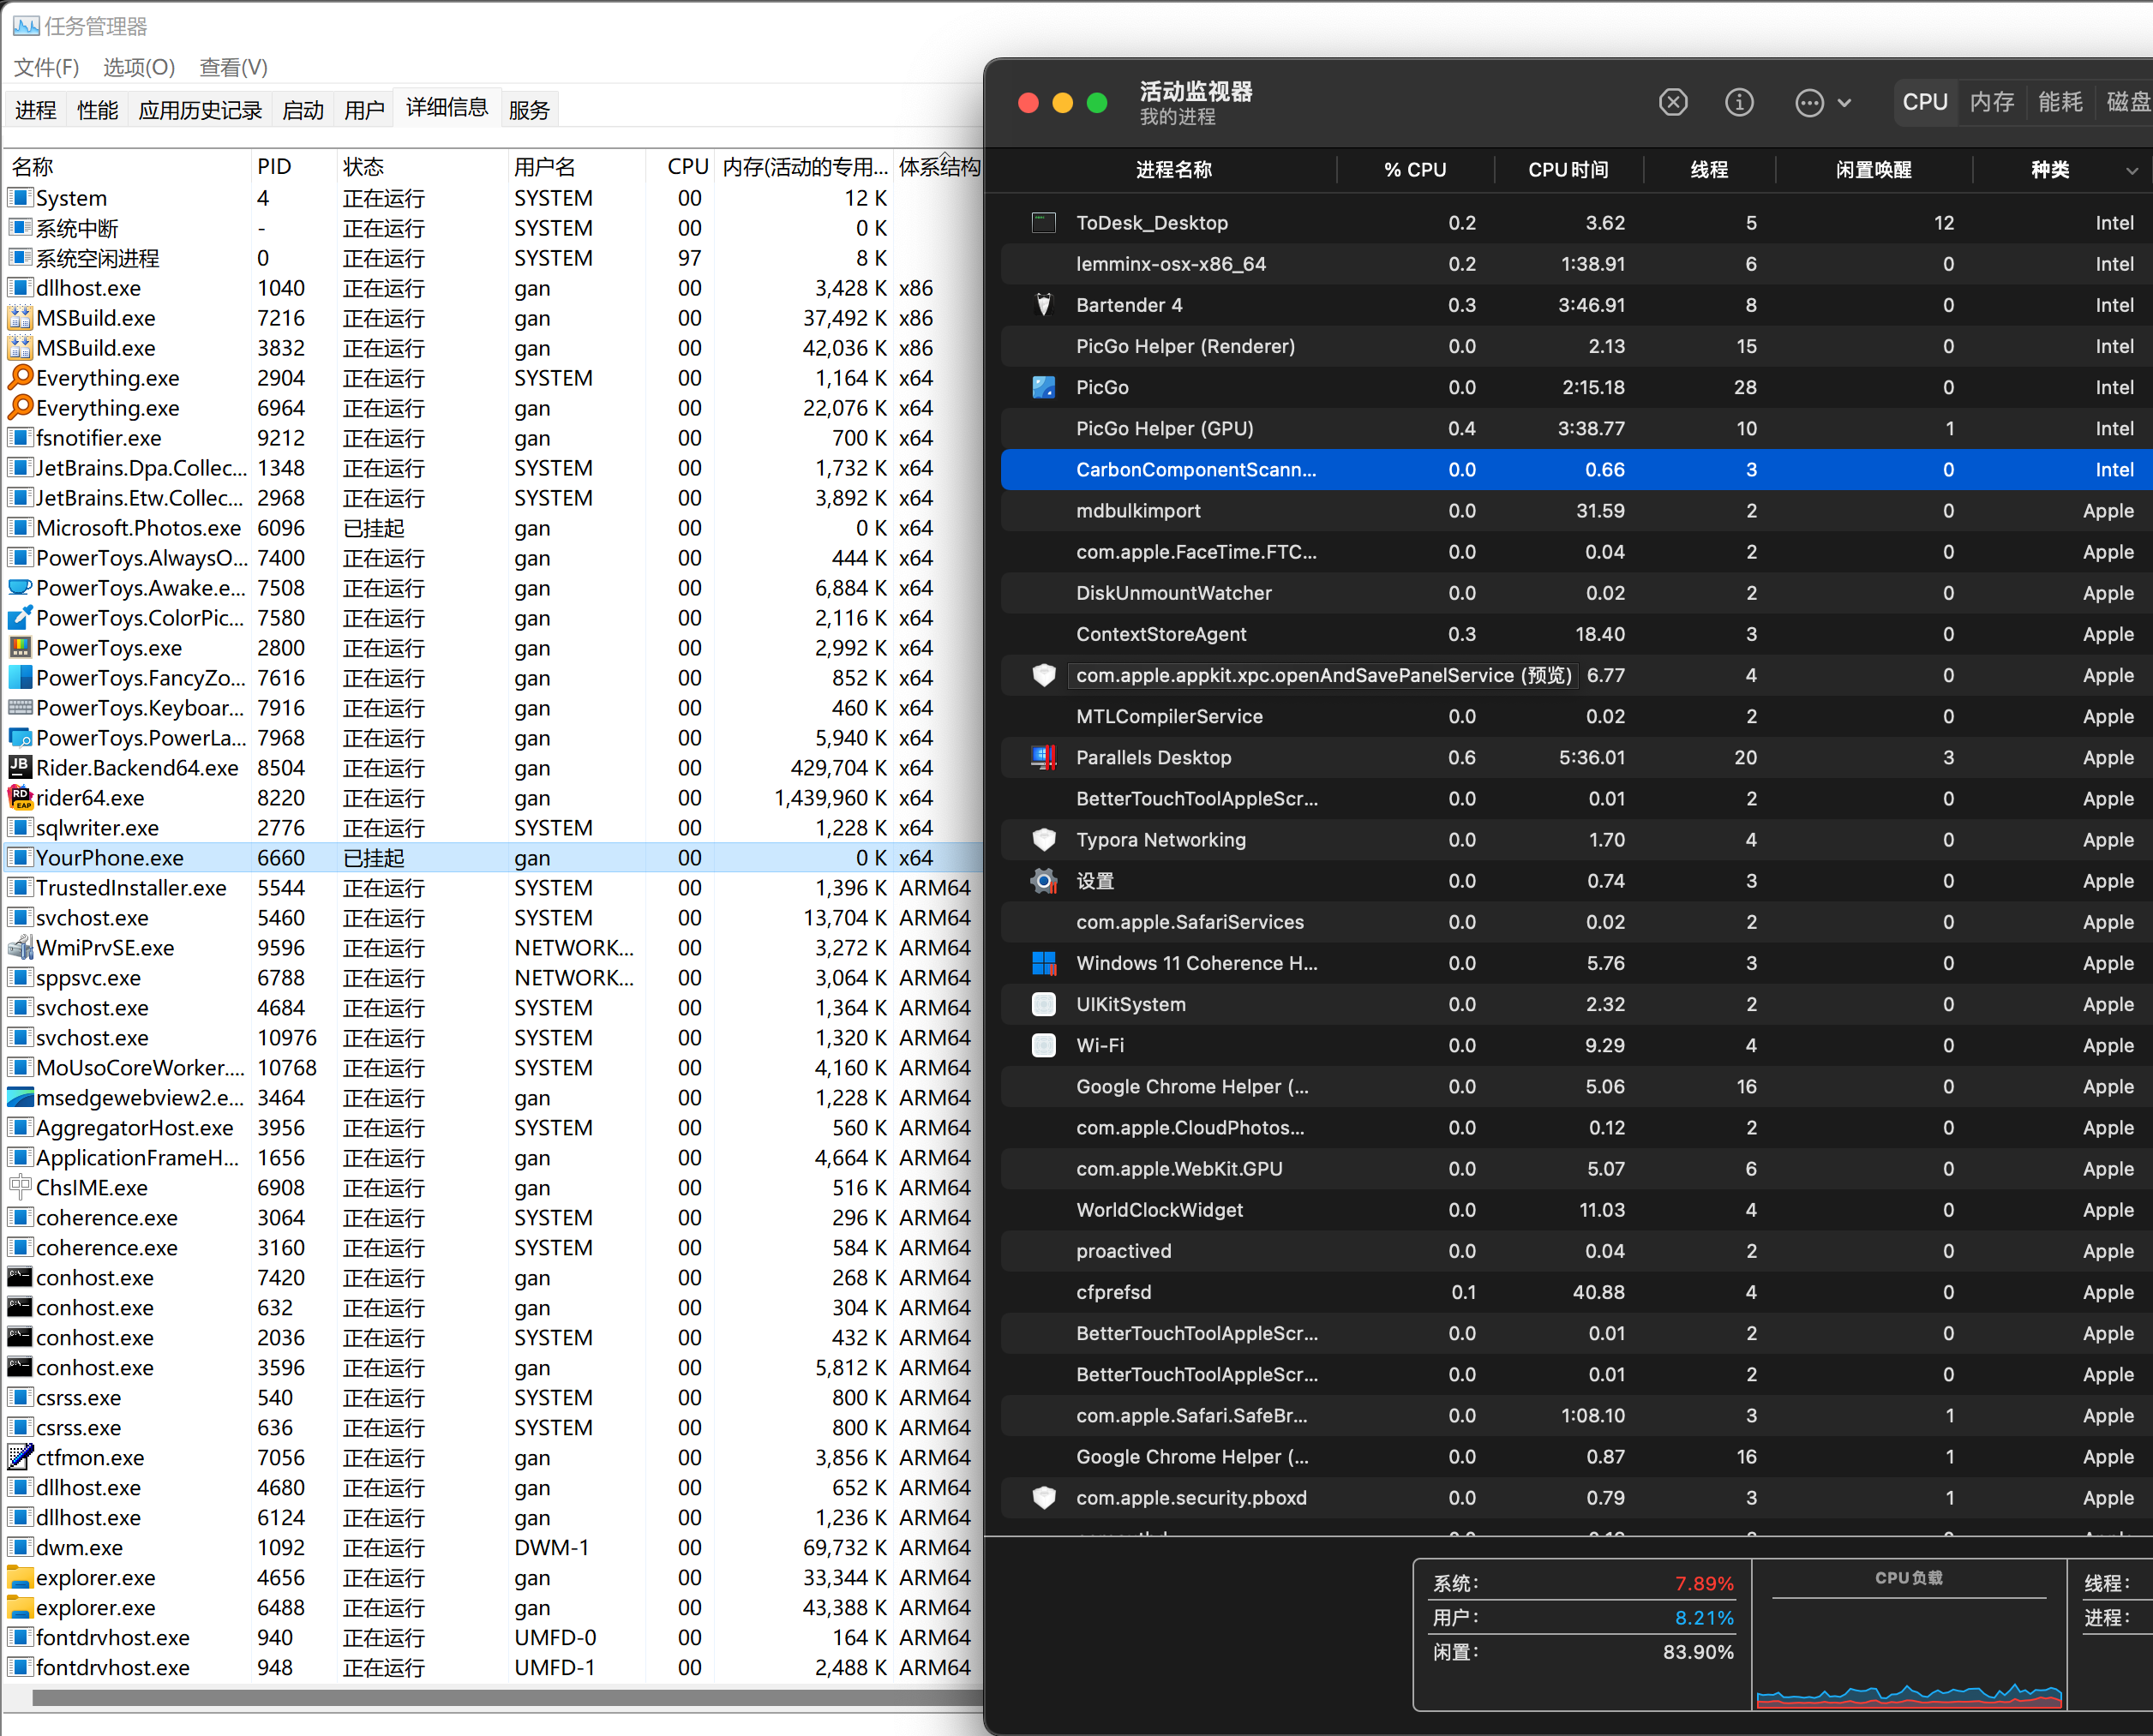 任务管理器
文件(F) 选项(O) 查看(V)
进程 性能 应用历史记录 启动 用户 详细信息 服务
名称 PID 状态 用户名 CPU 内存(活动的专用... 体系结构
System 4 正在运行 SYSTEM 00 12 K
系统中断 - 正在运行 SYSTEM 00 0 K
系统空闲进程 0 正在运行 SYSTEM 97 8 K
dllhost.exe 1040 正在运行 gan 00 3,428 K x86
MSBuild.exe 7216 正在运行 gan 00 37,492 K x86
MSBuild.exe 3832 正在运行 gan 00 42,036 K x86
Everything.exe 2904 正在运行 SYSTEM 00 1,164 K x64
Everything.exe 6964 正在运行 gan 00 22,076 K x64
fsnotifier.exe 9212 正在运行 gan 00 700 K x64
JetBrains.Dpa.Collec... 1348 正在运行 SYSTEM 00 1,732 K x64
JetBrains.Etw.Collec... 2968 正在运行 SYSTEM 00 3,892 K x64
Microsoft.Photos.exe 6096 已挂起 gan 00 0 K x64
PowerToys.AlwaysO... 7400 正在运行 gan 00 444 K x64
PowerToys.Awake.e... 7508 正在运行 gan 00 6,884 K x64
PowerToys.ColorPic... 7580 正在运行 gan 00 2,116 K x64
PowerToys.exe 2800 正在运行 gan 00 2,992 K x64
PowerToys.FancyZo... 7616 正在运行 gan 00 852 K x64
PowerToys.Keyboar... 7916 正在运行 gan 00 460 K x64
PowerToys.PowerLa... 7968 正在运行 gan 00 5,940 K x64
Rider.Backend64.exe 8504 正在运行 gan 00 429,704 K x64
rider64.exe 8220 正在运行 gan 00 1,439,960 K x64
sqlwriter.exe 2776 正在运行 SYSTEM 00 1,228 K x64
YourPhone.exe 6660 已挂起 gan 00 0 K x64
TrustedInstaller.exe 5544 正在运行 SYSTEM 00 1,396 K ARM64
svchost.exe 5460 正在运行 SYSTEM 00 13,704 K ARM64
WmiPrvSE.exe 9596 正在运行 NETWORK... 00 3,272 K ARM64
sppsvc.exe 6788 正在运行 NETWORK... 00 3,064 K ARM64
svchost.exe 4684 正在运行 SYSTEM 00 1,364 K ARM64
svchost.exe 10976 正在运行 SYSTEM 00 1,320 K ARM64
MoUsoCoreWorker.... 10768 正在运行 SYSTEM 00 4,160 K ARM64
msedgewebview2.e... 3464 正在运行 gan 00 1,228 K ARM64
AggregatorHost.exe 3956 正在运行 SYSTEM 00 560 K ARM64
ApplicationFrameH... 1656 正在运行 gan 00 4,664 K ARM64
ChsIME.exe 6908 正在运行 gan 00 516 K ARM64
coherence.exe 3064 正在运行 SYSTEM 00 296 K ARM64
coherence.exe 3160 正在运行 SYSTEM 00 584 K ARM64
conhost.exe 7420 正在运行 gan 00 268 K ARM64
conhost.exe 632 正在运行 gan 00 304 K ARM64
conhost.exe 2036 正在运行 SYSTEM 00 432 K ARM64
conhost.exe 3596 正在运行 gan 00 5,812 K ARM64
csrss.exe 540 正在运行 SYSTEM 00 800 K ARM64
csrss.exe 636 正在运行 SYSTEM 00 800 K ARM64
ctfmon.exe 7056 正在运行 gan 00 3,856 K ARM64
dllhost.exe 4680 正在运行 gan 00 652 K ARM64
dllhost.exe 6124 正在运行 gan 00 1,236 K ARM64
dwm.exe 1092 正在运行 DWM-1 00 69,732 K ARM64
explorer.exe 4656 正在运行 gan 00 33,344 K ARM64
explorer.exe 6488 正在运行 gan 00 43,388 K ARM64
fontdrvhost.exe 940 正在运行 UMFD-0 00 164 K ARM64
fontdrvhost.exe 948 正在运行 UMFD-1 00 2,488 K ARM64
活动监视器
我的进程
CPU 内存 能耗 磁盘
进程名称 % CPU CPU 时间 线程 闲置唤醒 种类
ToDesk_Desktop 0.2 3.62 5 12 Intel
lemminx-osx-x86_64 0.2 1:38.91 6 0 Intel
Bartender 4 0.3 3:46.91 8 0 Intel
PicGo Helper (Renderer) 0.0 2.13 15 0 Intel
PicGo 0.0 2:15.18 28 0 Intel
PicGo Helper (GPU) 0.4 3:38.77 10 1 Intel
CarbonComponentScann... 0.0 0.66 3 0 Intel
mdbulkimport 0.0 31.59 2 0 Apple
com.apple.FaceTime.FTC... 0.0 0.04 2 0 Apple
DiskUnmountWatcher 0.0 0.02 2 0 Apple
ContextStoreAgent 0.3 18.40 3 0 Apple
com.apple.appkit.xpc.openAndSavePanelService (预览) 6.77 4 0 Apple
MTLCompilerService 0.0 0.02 2 0 Apple
Parallels Desktop 0.6 5:36.01 20 3 Apple
BetterTouchToolAppleScr... 0.0 0.01 2 0 Apple
Typora Networking 0.0 1.70 4 0 Apple
设置 0.0 0.74 3 0 Apple
com.apple.SafariServices 0.0 0.02 2 0 Apple
Windows 11 Coherence H... 0.0 5.76 3 0 Apple
UIKitSystem 0.0 2.32 2 0 Apple
Wi-Fi 0.0 9.29 4 0 Apple
Google Chrome Helper (... 0.0 5.06 16 0 Apple
com.apple.CloudPhotos... 0.0 0.12 2 0 Apple
com.apple.WebKit.GPU 0.0 5.07 6 0 Apple
WorldClockWidget 0.0 11.03 4 0 Apple
proactived 0.0 0.04 2 0 Apple
cfprefsd 0.1 40.88 4 0 Apple
BetterTouchToolAppleScr... 0.0 0.01 2 0 Apple
BetterTouchToolAppleScr... 0.0 0.01 2 0 Apple
com.apple.Safari.SafeBr... 0.0 1:08.10 3 1 Apple
Google Chrome Helper (... 0.0 0.87 16 1 Apple
com.apple.security.pboxd 0.0 0.79 3 1 Apple
系统: 7.89%
用户: 8.21%
闲置: 83.90%
CPU 负载
线程:
进程: